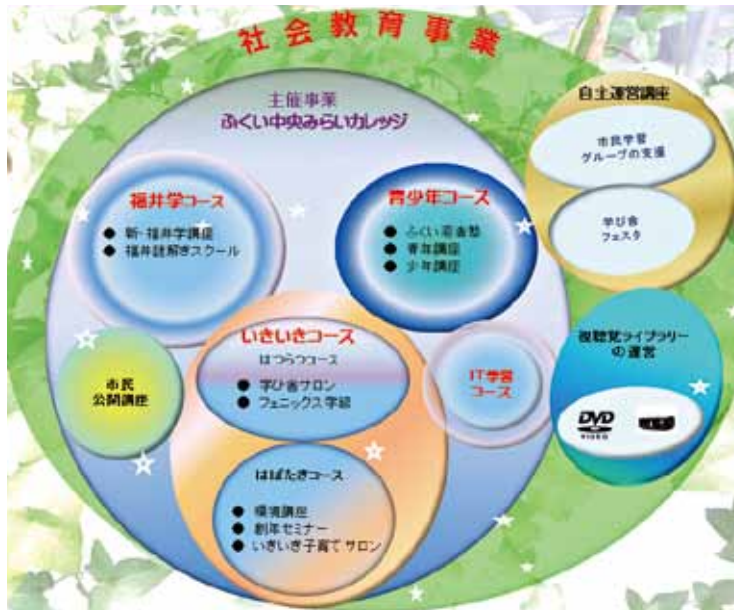 社会教育事業
主催事業
ふくい中央みらいカレッジ
福井学コース
● 新・福井学講座
● 福井謎解きスクール
青少年コース
● ふくい若者塾
● 青年講座
● 少年講座
自主運営講座
市民学習
グループの支援
学び舎
フェスタ
いきいきコース
はつらつコース
● 学び舎サロン
● フェニックス学級
はばたきコース
● 環境講座
● 創年セミナー
● いきいき子育てサロン
市民
公開講座
IT学習
コース
視聴覚ライブラリー
の運営
DVD
VIDEO